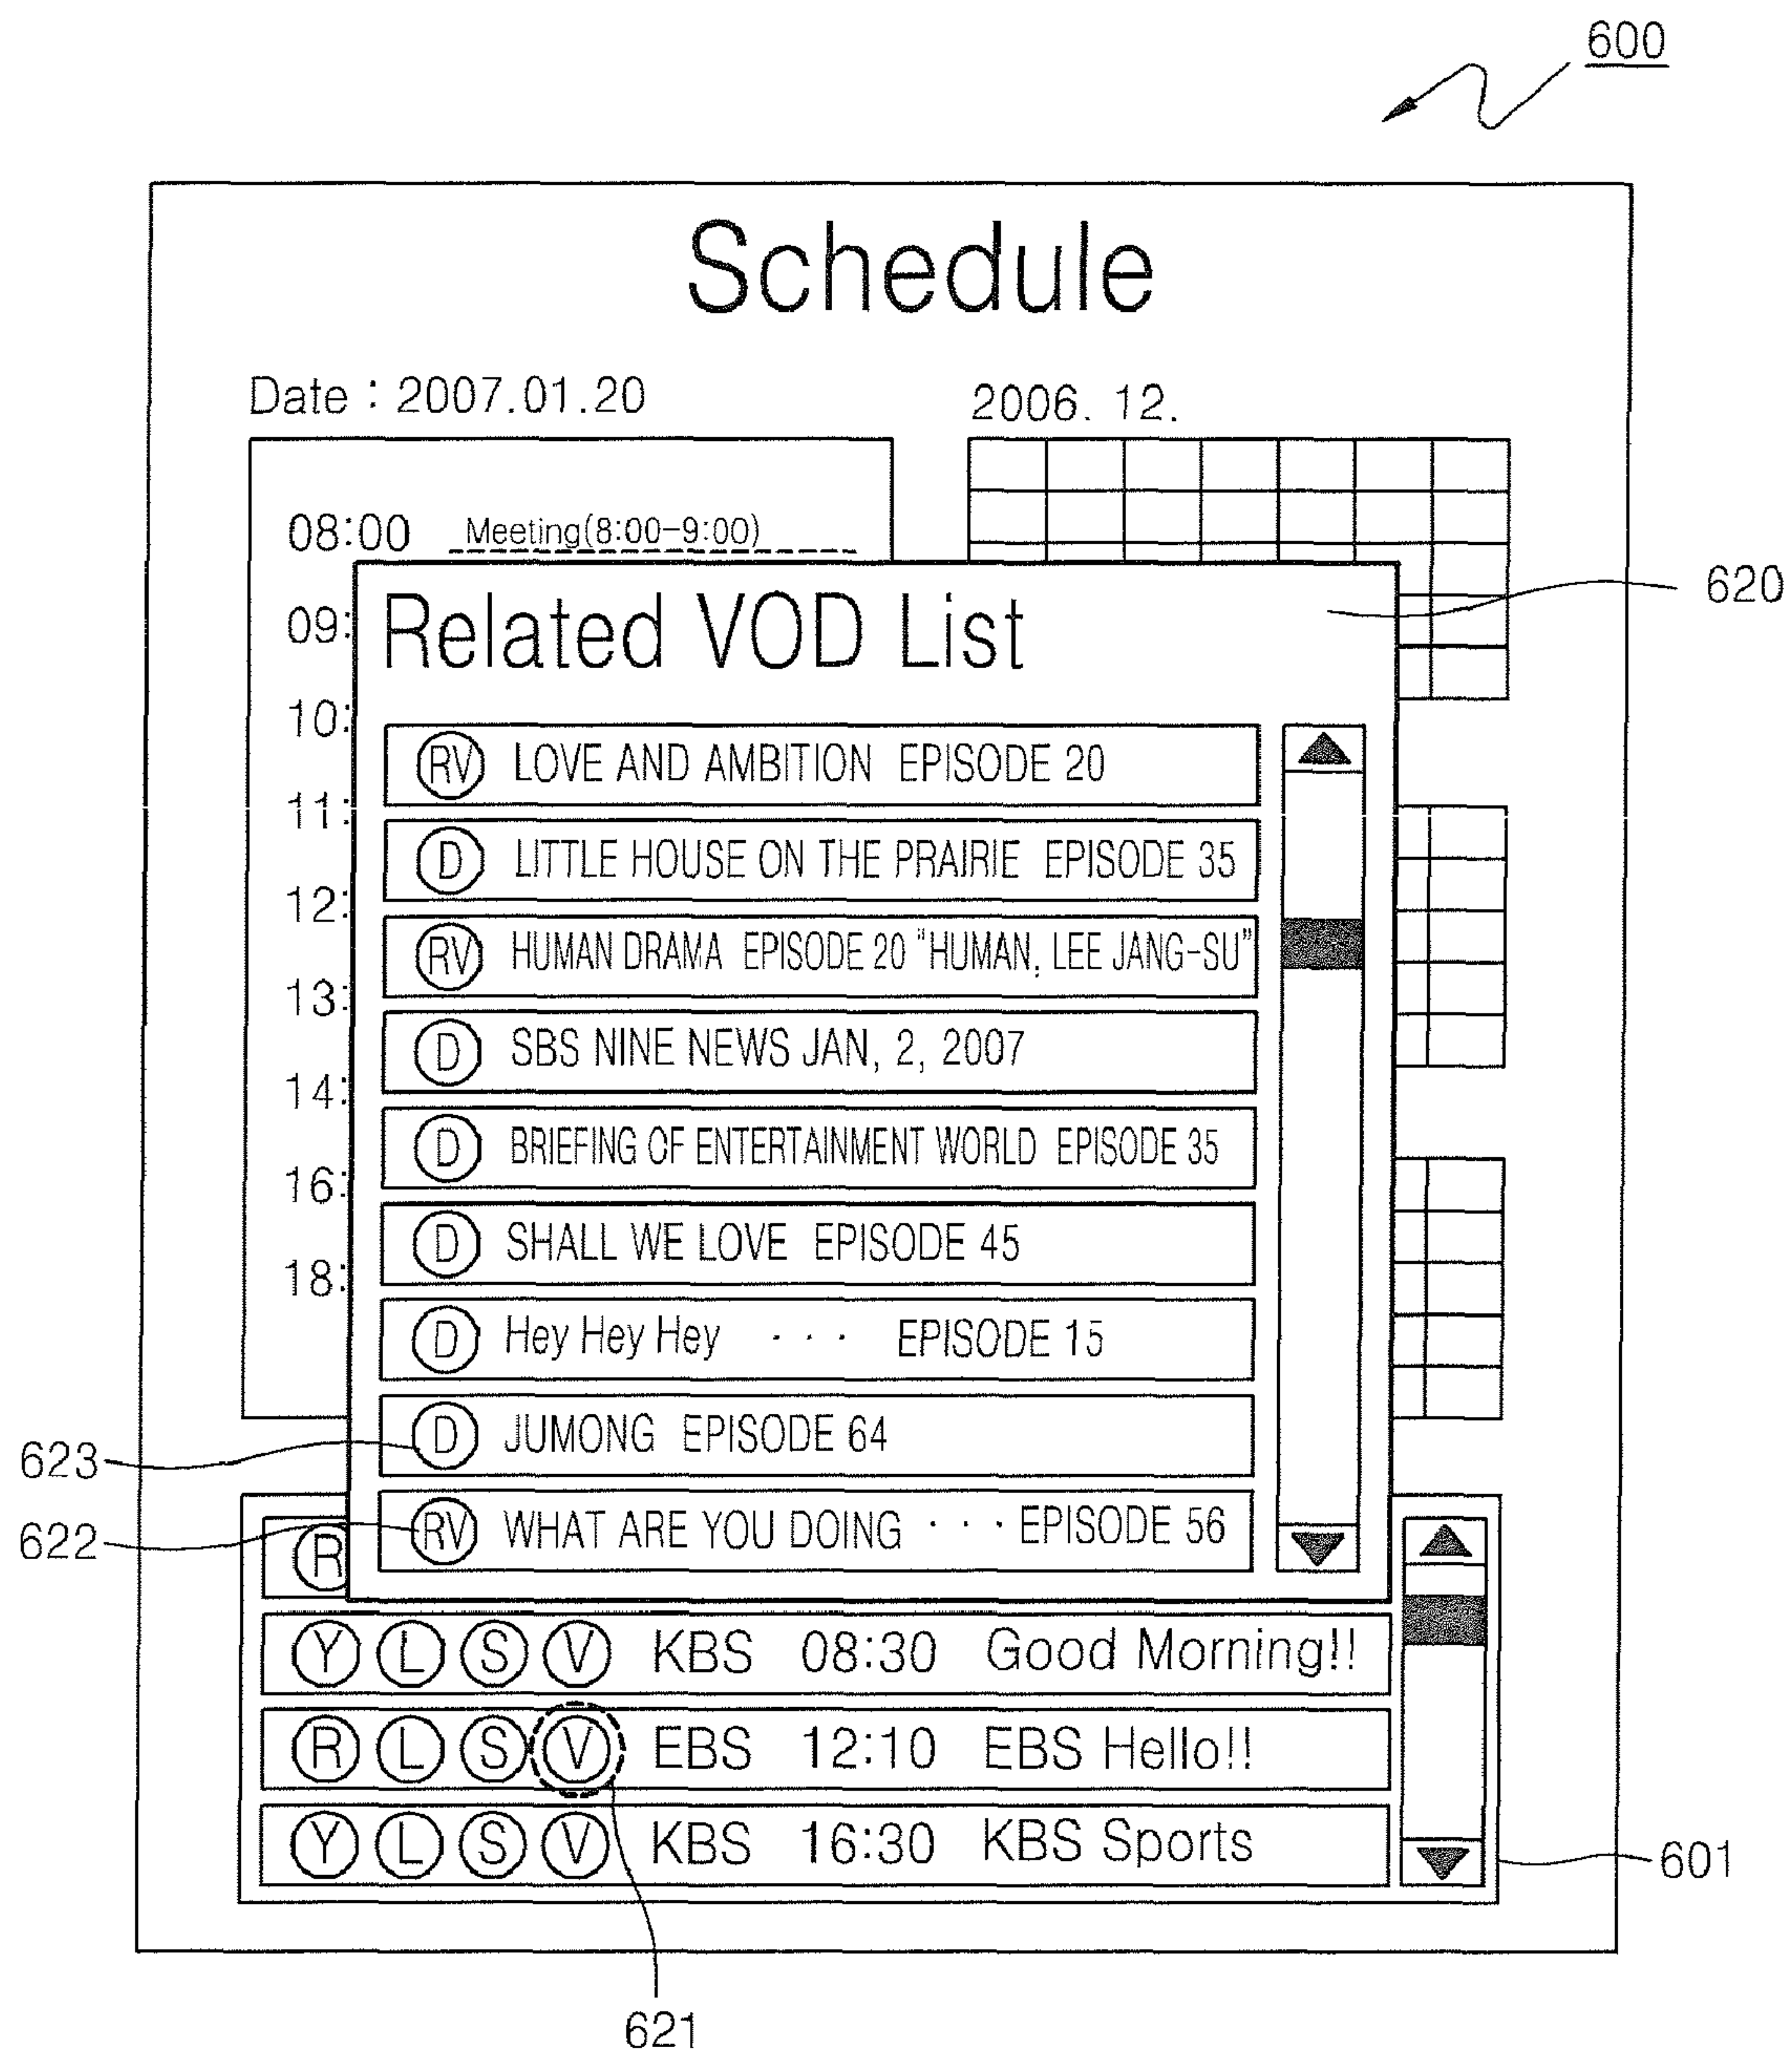 600
Schedule
Date : 2007.01.20
2006. 12.
08:00 Meeting(8:00-9:00)
620
09:
Related VOD List
10:
RV LOVE AND AMBITION EPISODE 20
11:
D LITTLE HOUSE ON THE PRAIRIE EPISODE 35
12:
RV HUMAN DRAMA EPISODE 20 "HUMAN, LEE JANG-SU"
13:
D SBS NINE NEWS JAN, 2, 2007
14:
D BRIEFING OF ENTERTAINMENT WORLD EPISODE 35
16:
D SHALL WE LOVE EPISODE 45
18:
D Hey Hey Hey · · · EPISODE 15
D JUMONG EPISODE 64
623
RV WHAT ARE YOU DOING · · · EPISODE 56
622
R
Y L S V KBS 08:30 Good Morning!!
R L S V EBS 12:10 EBS Hello!!
Y L S V KBS 16:30 KBS Sports
601
621